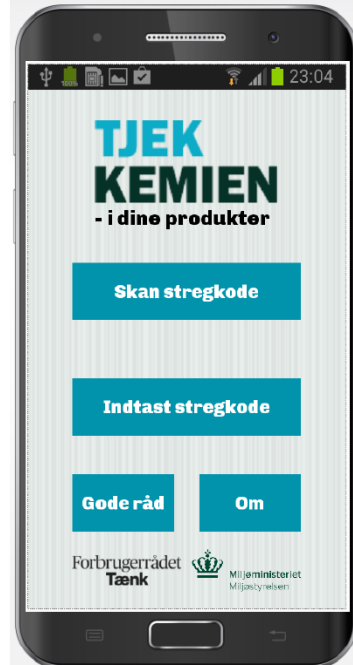 23:04
TJEK
KEMIEN
- i dine produkter
Skan stregkode
Indtast stregkode
Gode råd
Om
Forbrugerrådet
Tænk
Miljøministeriet
Miljøstyrelsen